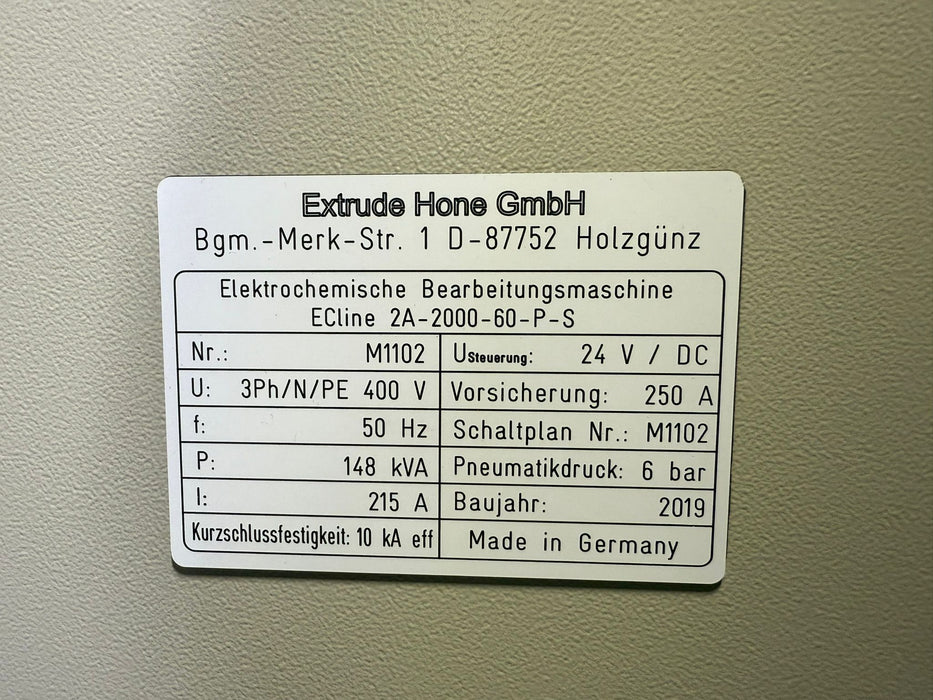 Extrude Hone GmbH
Bgm.-Merk-Str. 1 D-87752 Holzgünz
Elektrochemische Bearbeitungsmaschine
ECline 2A-2000-60-P-S
Nr.: M1102
USteuerung: 24 V / DC
U: 3Ph/N/PE 400 V
Vorsicherung: 250 A
f: 50 Hz
Schaltplan Nr.: M1102
P: 148 kVA
Pneumatikdruck: 6 bar
I: 215 A
Baujahr: 2019
Kurzschlussfestigkeit: 10 kA eff
Made in Germany